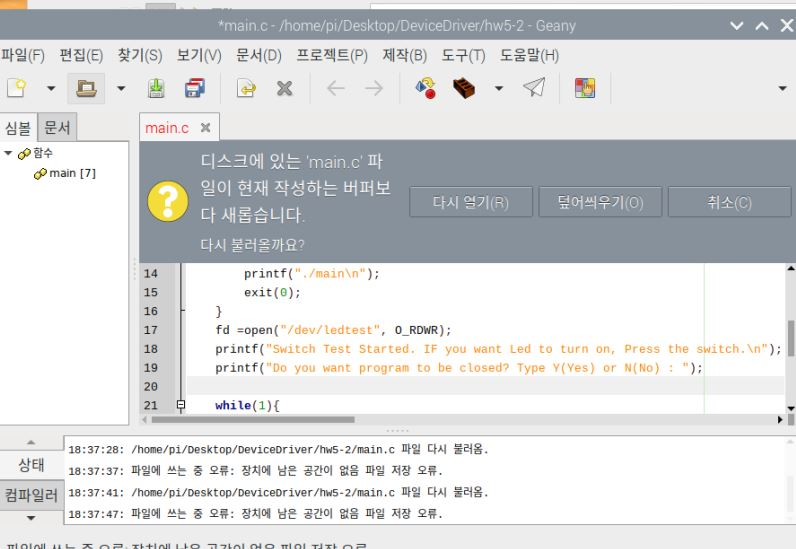 *main.c - /home/pi/Desktop/DeviceDriver/hw5-2 - Geany
파일(F) 편집(E) 찾기(S) 보기(V) 문서(D) 프로젝트(P) 제작(B) 도구(T) 도움말(H)
심볼 문서 main.c
함수
main [7]
디스크에 있는 'main.c' 파
일이 현재 작성하는 버퍼보
다 새롭습니다.
다시 불러올까요?
다시 열기(R) 덮어씌우기(O) 취소(C)
14 printf("./main\n");
15 exit(0);
16 }
17 fd =open("/dev/ledtest", O_RDWR);
18 printf("Switch Test Started. IF you want Led to turn on, Press the switch.\n");
19 printf("Do you want program to be closed? Type Y(Yes) or N(No) : ");
20
21 while(1){
상태
컴파일러
18:37:28: /home/pi/Desktop/DeviceDriver/hw5-2/main.c 파일 다시 불러옴.
18:37:37: 파일에 쓰는 중 오류: 장치에 남은 공간이 없음 파일 저장 오류.
18:37:41: /home/pi/Desktop/DeviceDriver/hw5-2/main.c 파일 다시 불러옴.
18:37:47: 파일에 쓰는 중 오류: 장치에 남은 공간이 없음 파일 저장 오류.
파일에 쓰는 중 오류: 장치에 남은 공간이 없음 파일 저장 오류.